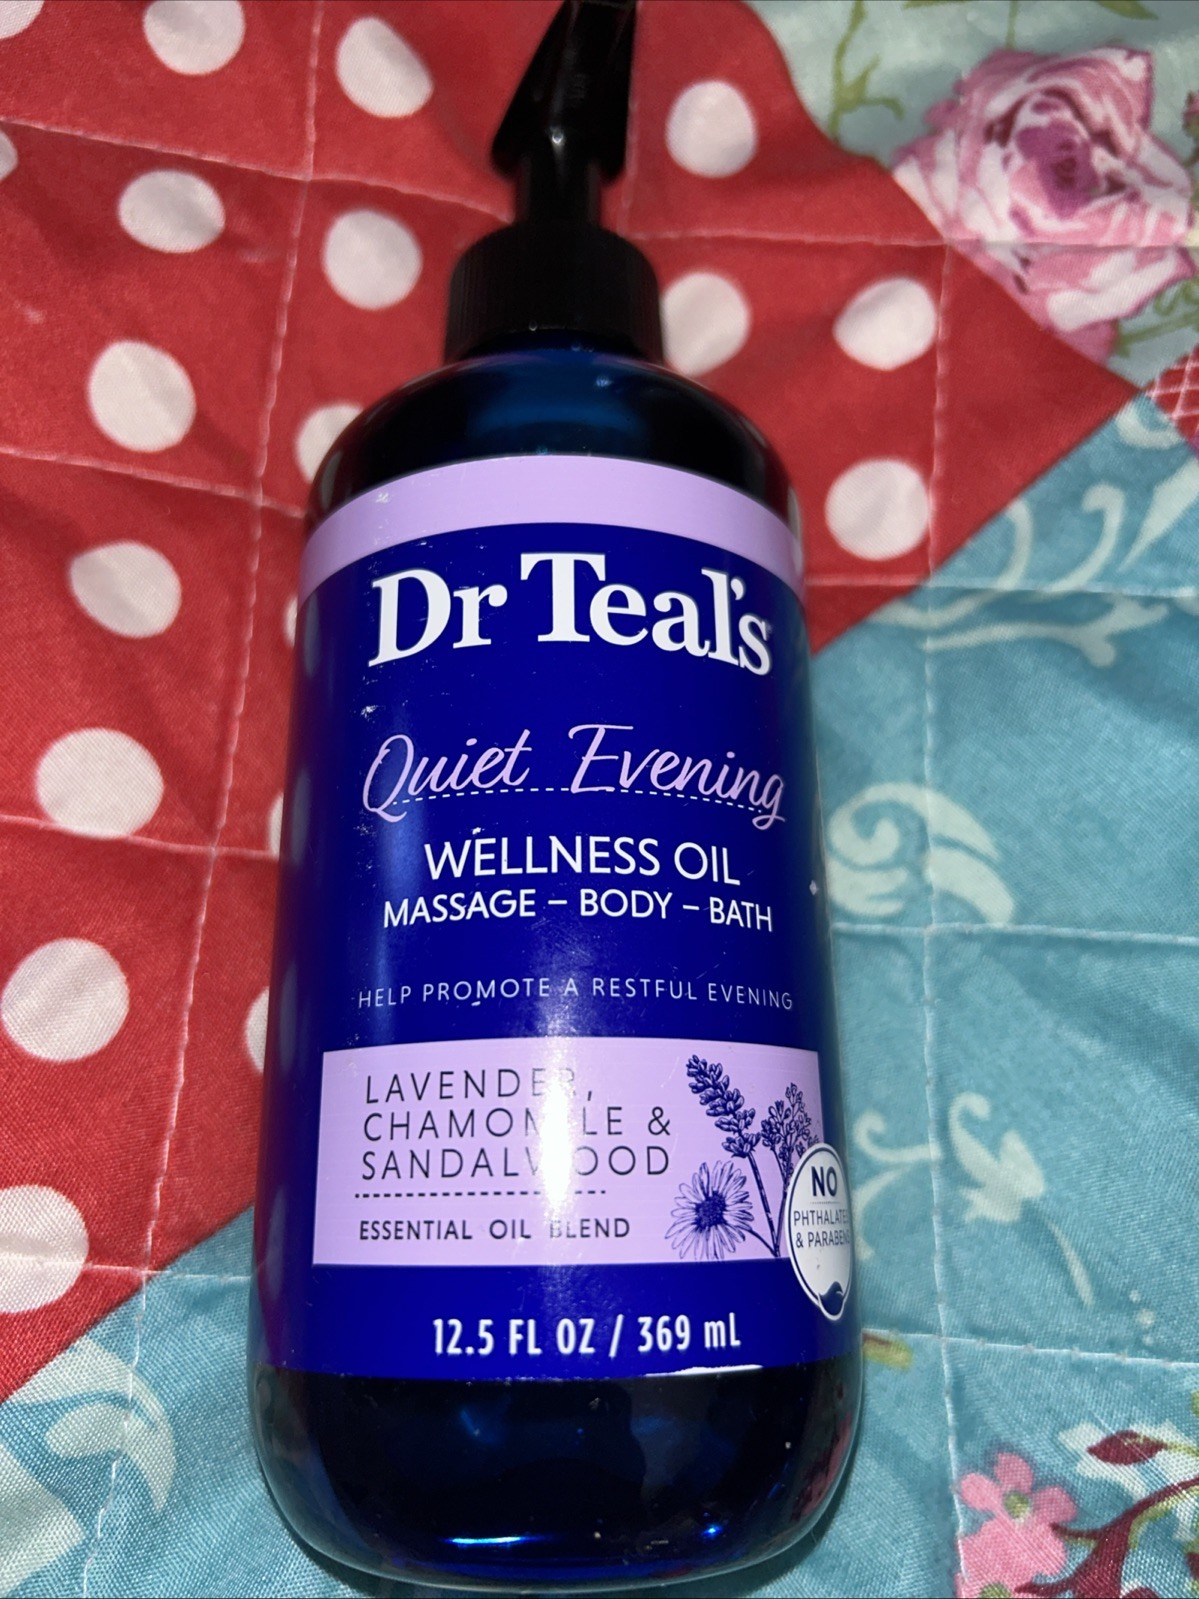 Dr Teal's
Quiet Evening
WELLNESS OIL
MASSAGE – BODY – BATH
HELP PROMOTE A RESTFUL EVENING
LAVENDER,
CHAMOMILE &
SANDALWOOD
ESSENTIAL OIL BLEND
NO
PHTHALATES
& PARABENS
12.5 FL OZ / 369 mL